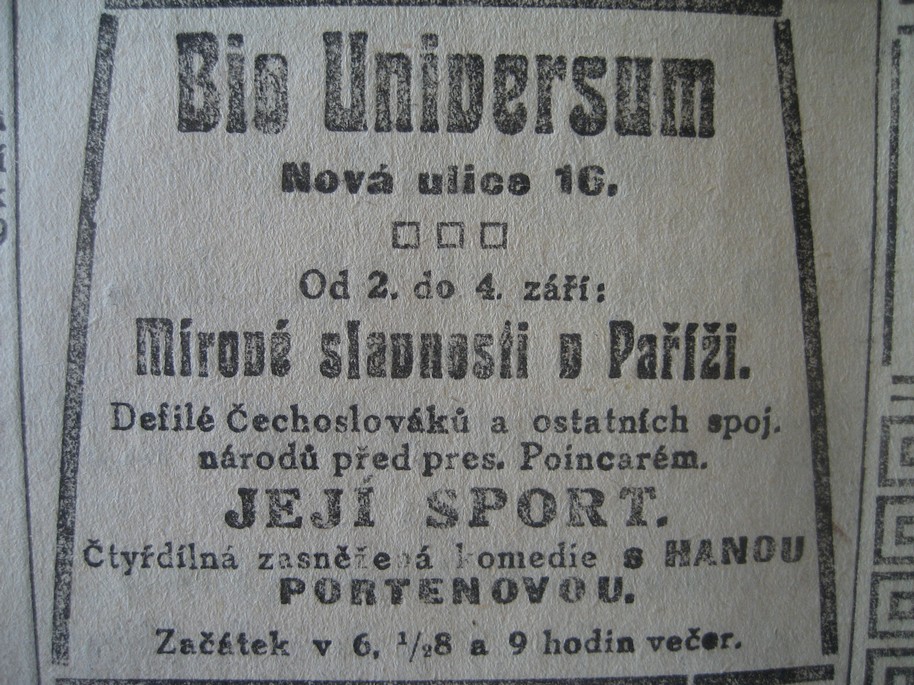 Bio Universum
Nová ulice 16.
Od 2. do 4. září:
Mírové slavnosti v Paříži.
Defilé Čechoslováků a ostatních spoj.
národů před pres. Poincarém.
JEJÍ SPORT.
Čtyřdílná zasněžená komedie s HANOU
PORTENOVOU.
Začátek v 6, 1/28 a 9 hodin večer.